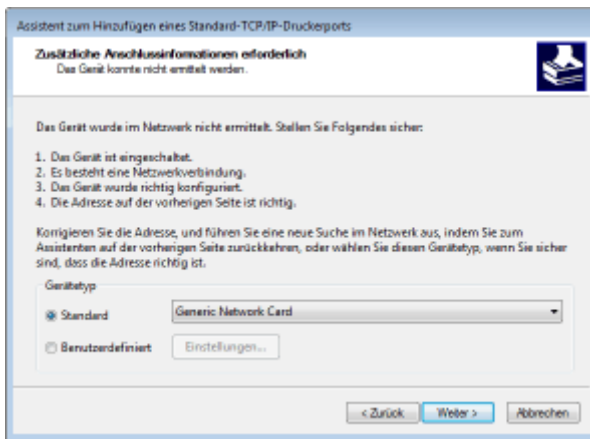 Assistent zum Hinzufügen eines Standard-TCP/IP-Druckerports
Zusätzliche Anschlussinformationen erforderlich
Das Gerät konnte nicht ermittelt werden.
Das Gerät wurde im Netzwerk nicht ermittelt. Stellen Sie Folgendes sicher:
1. Das Gerät ist eingeschaltet.
2. Es besteht eine Netzwerkverbindung.
3. Das Gerät wurde richtig konfiguriert.
4. Die Adresse auf der vorherigen Seite ist richtig.
Korrigieren Sie die Adresse, und führen Sie eine neue Suche im Netzwerk aus, indem Sie zum
Assistenten auf der vorherigen Seite zurückkehren, oder wählen Sie diesen Gerätetyp, wenn Sie sicher
sind, dass die Adresse richtig ist.
Gerätetyp
Standard
Generic Network Card
Benutzerdefiniert
Einstellungen...
< Zurück
Weiter >
Abbrechen